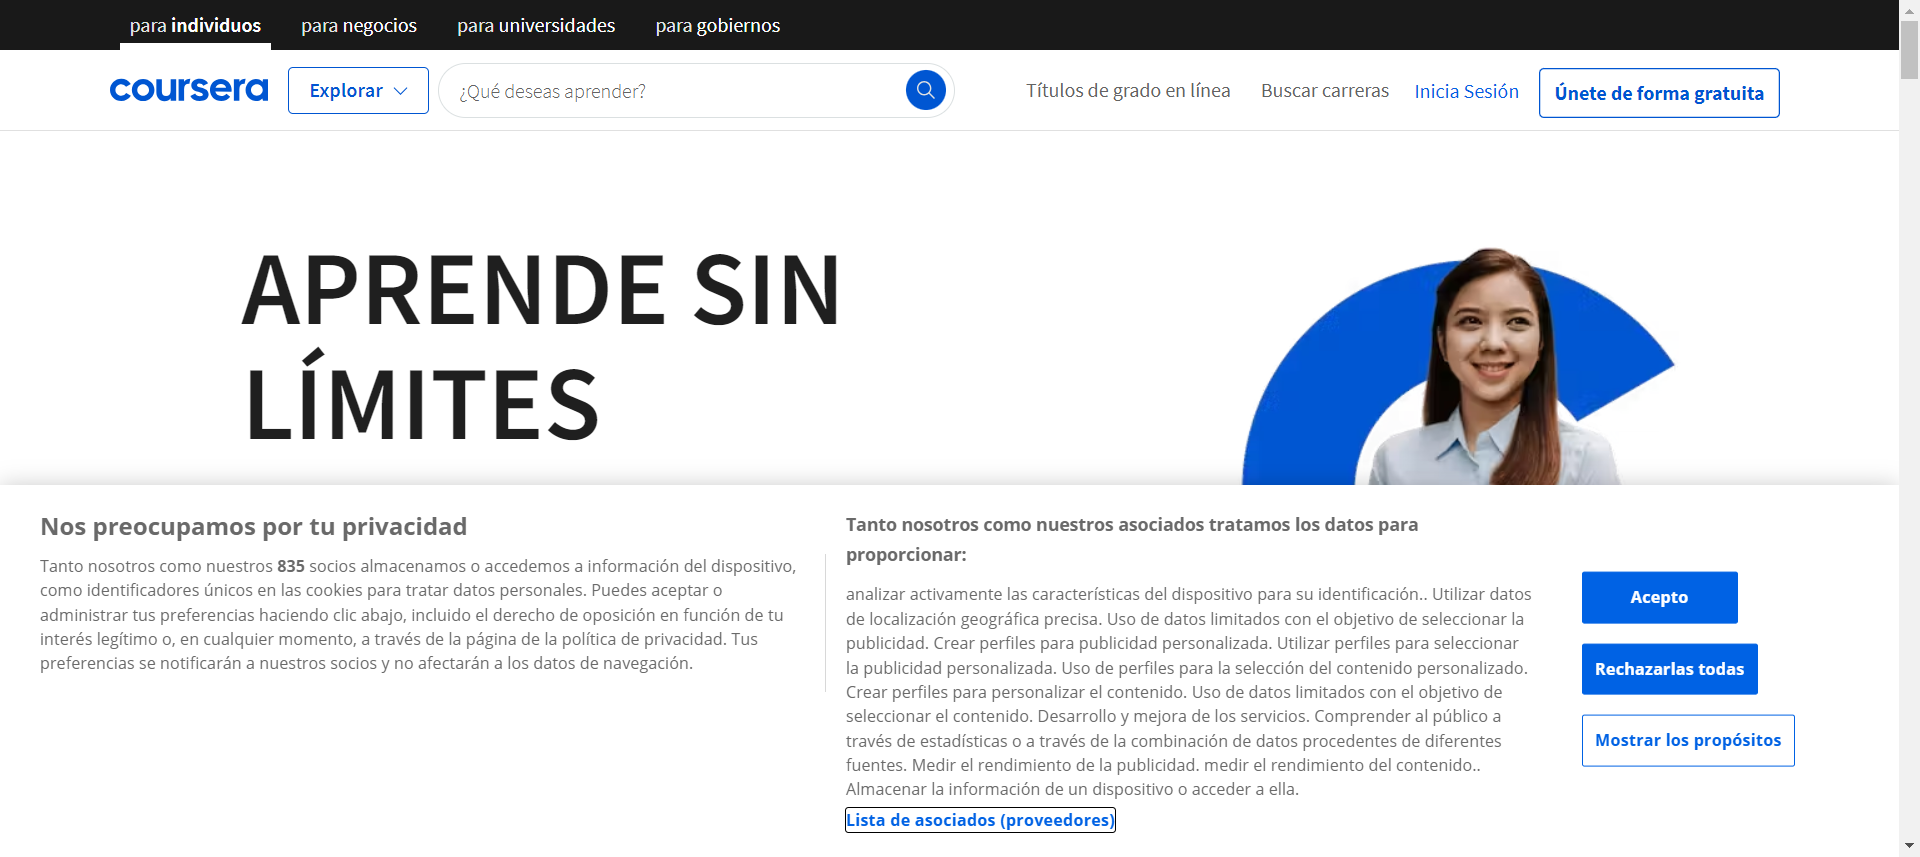 para individuos
para negocios
para universidades
para gobiernos
coursera
Explorar
¿Qué deseas aprender?
Títulos de grado en línea
Buscar carreras
Inicia Sesión
Únete de forma gratuita
APRENDE SIN
LÍMITES
Nos preocupamos por tu privacidad
Tanto nosotros como nuestros 835 socios almacenamos o accedemos a información del dispositivo,
como identificadores únicos en las cookies para tratar datos personales. Puedes aceptar o
administrar tus preferencias haciendo clic abajo, incluido el derecho de oposición en función de tu
interés legítimo o, en cualquier momento, a través de la página de la política de privacidad. Tus
preferencias se notificarán a nuestros socios y no afectarán a los datos de navegación.
Tanto nosotros como nuestros asociados tratamos los datos para
proporcionar:
analizar activamente las características del dispositivo para su identificación.. Utilizar datos
de localización geográfica precisa. Uso de datos limitados con el objetivo de seleccionar la
publicidad. Crear perfiles para publicidad personalizada. Utilizar perfiles para seleccionar
la publicidad personalizada. Uso de perfiles para la selección del contenido personalizado.
Crear perfiles para personalizar el contenido. Uso de datos limitados con el objetivo de
seleccionar el contenido. Desarrollo y mejora de los servicios. Comprender al público a
través de estadísticas o a través de la combinación de datos procedentes de diferentes
fuentes. Medir el rendimiento de la publicidad. medir el rendimiento del contenido..
Almacenar la información de un dispositivo o acceder a ella.
Lista de asociados (proveedores)
Acepto
Rechazarlas todas
Mostrar los propósitos